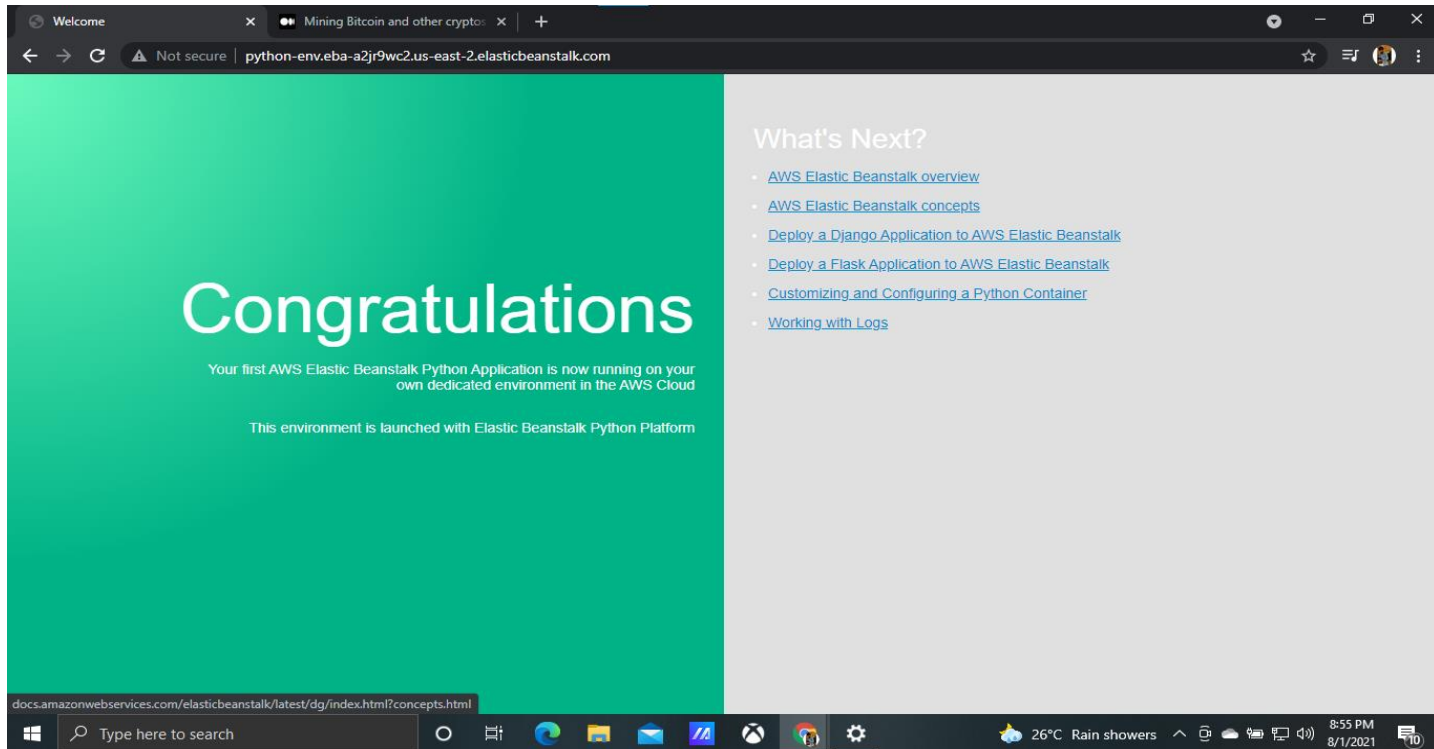 Welcome
Mining Bitcoin and other cryptos
Not secure
python-env.eba-a2jr9wc2.us-east-2.elasticbeanstalk.com
Congratulations
Your first AWS Elastic Beanstalk Python Application is now running on your
own dedicated environment in the AWS Cloud
This environment is launched with Elastic Beanstalk Python Platform
What's Next?
AWS Elastic Beanstalk overview
AWS Elastic Beanstalk concepts
Deploy a Django Application to AWS Elastic Beanstalk
Deploy a Flask Application to AWS Elastic Beanstalk
Customizing and Configuring a Python Container
Working with Logs
docs.amazonwebservices.com/elasticbeanstalk/latest/dg/index.html?concepts.html
Type here to search
26°C Rain showers
8:55 PM
8/1/2021
10